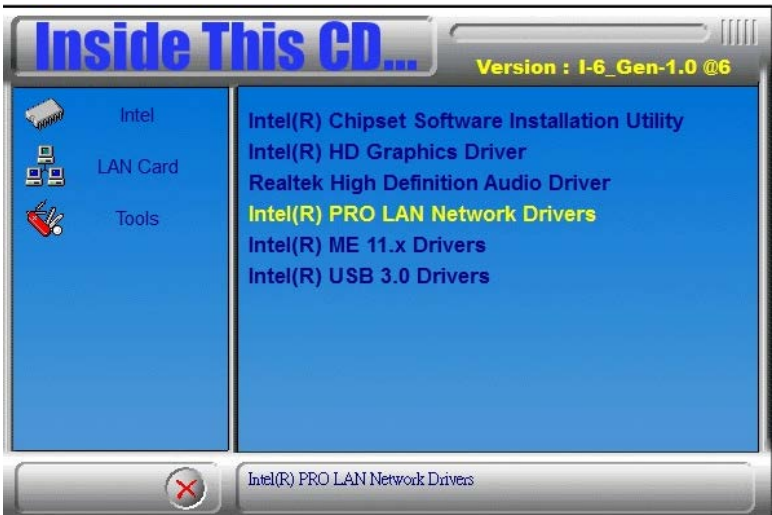 Inside This CD...
Version : I-6_Gen-1.0 @6
Intel
LAN Card
Tools
Intel(R) Chipset Software Installation Utility
Intel(R) HD Graphics Driver
Realtek High Definition Audio Driver
Intel(R) PRO LAN Network Drivers
Intel(R) ME 11.x Drivers
Intel(R) USB 3.0 Drivers
Intel(R) PRO LAN Network Drivers